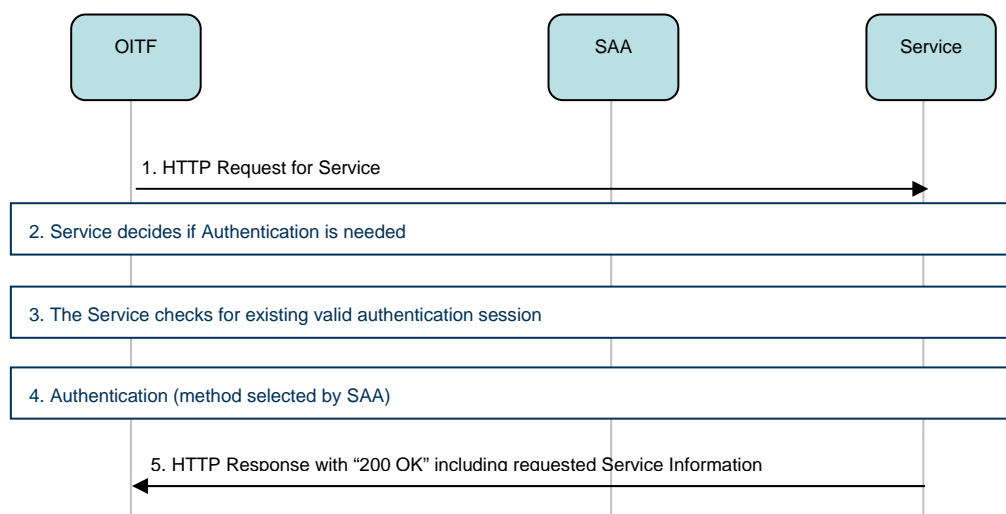 OITF
SAA
Service
1. HTTP Request for Service
2. Service decides if Authentication is needed
3. The Service checks for existing valid authentication session
4. Authentication (method selected by SAA)
5. HTTP Response with “200 OK” including requested Service Information